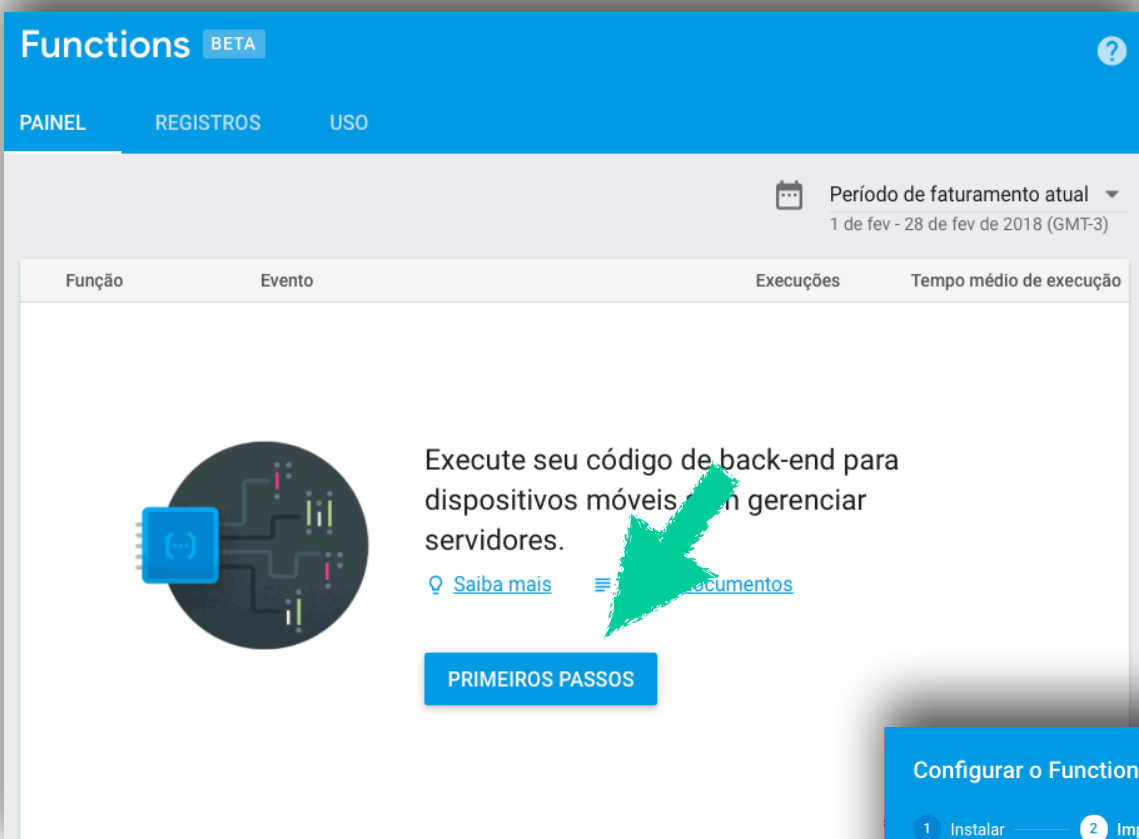 Functions BETA
PAINEL REGISTROS USO
Período de faturamento atual
1 de fev - 28 de fev de 2018 (GMT-3)
Função Evento Execuções Tempo médio de execução
Execute seu código de back-end para
dispositivos móveis gerenciar
servidores.
Saiba mais
PRIMEIROS PASSOS
Configurar o
1 Instalar 2